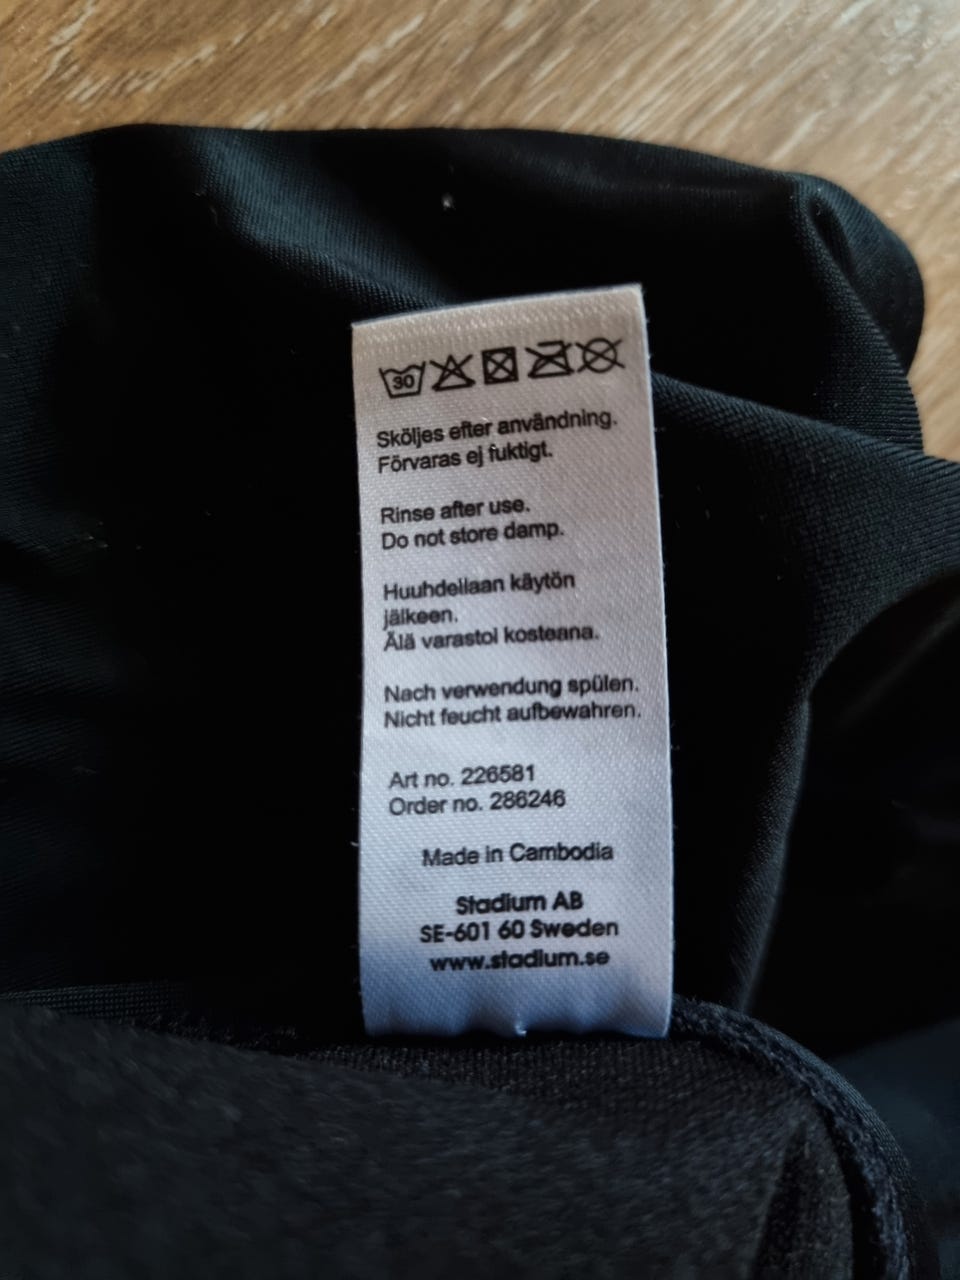 30
Sköljes efter användning.
Förvaras ej fuktigt.
Rinse after use.
Do not store damp.
Huuhdellaan käytön
jälkeen.
Älä varastoi kosteana.
Nach verwendung spülen.
Nicht feucht aufbewahren.
Art no. 226581
Order no. 286246
Made in Cambodia
Stadium AB
SE-601 60 Sweden
www.stadium.se